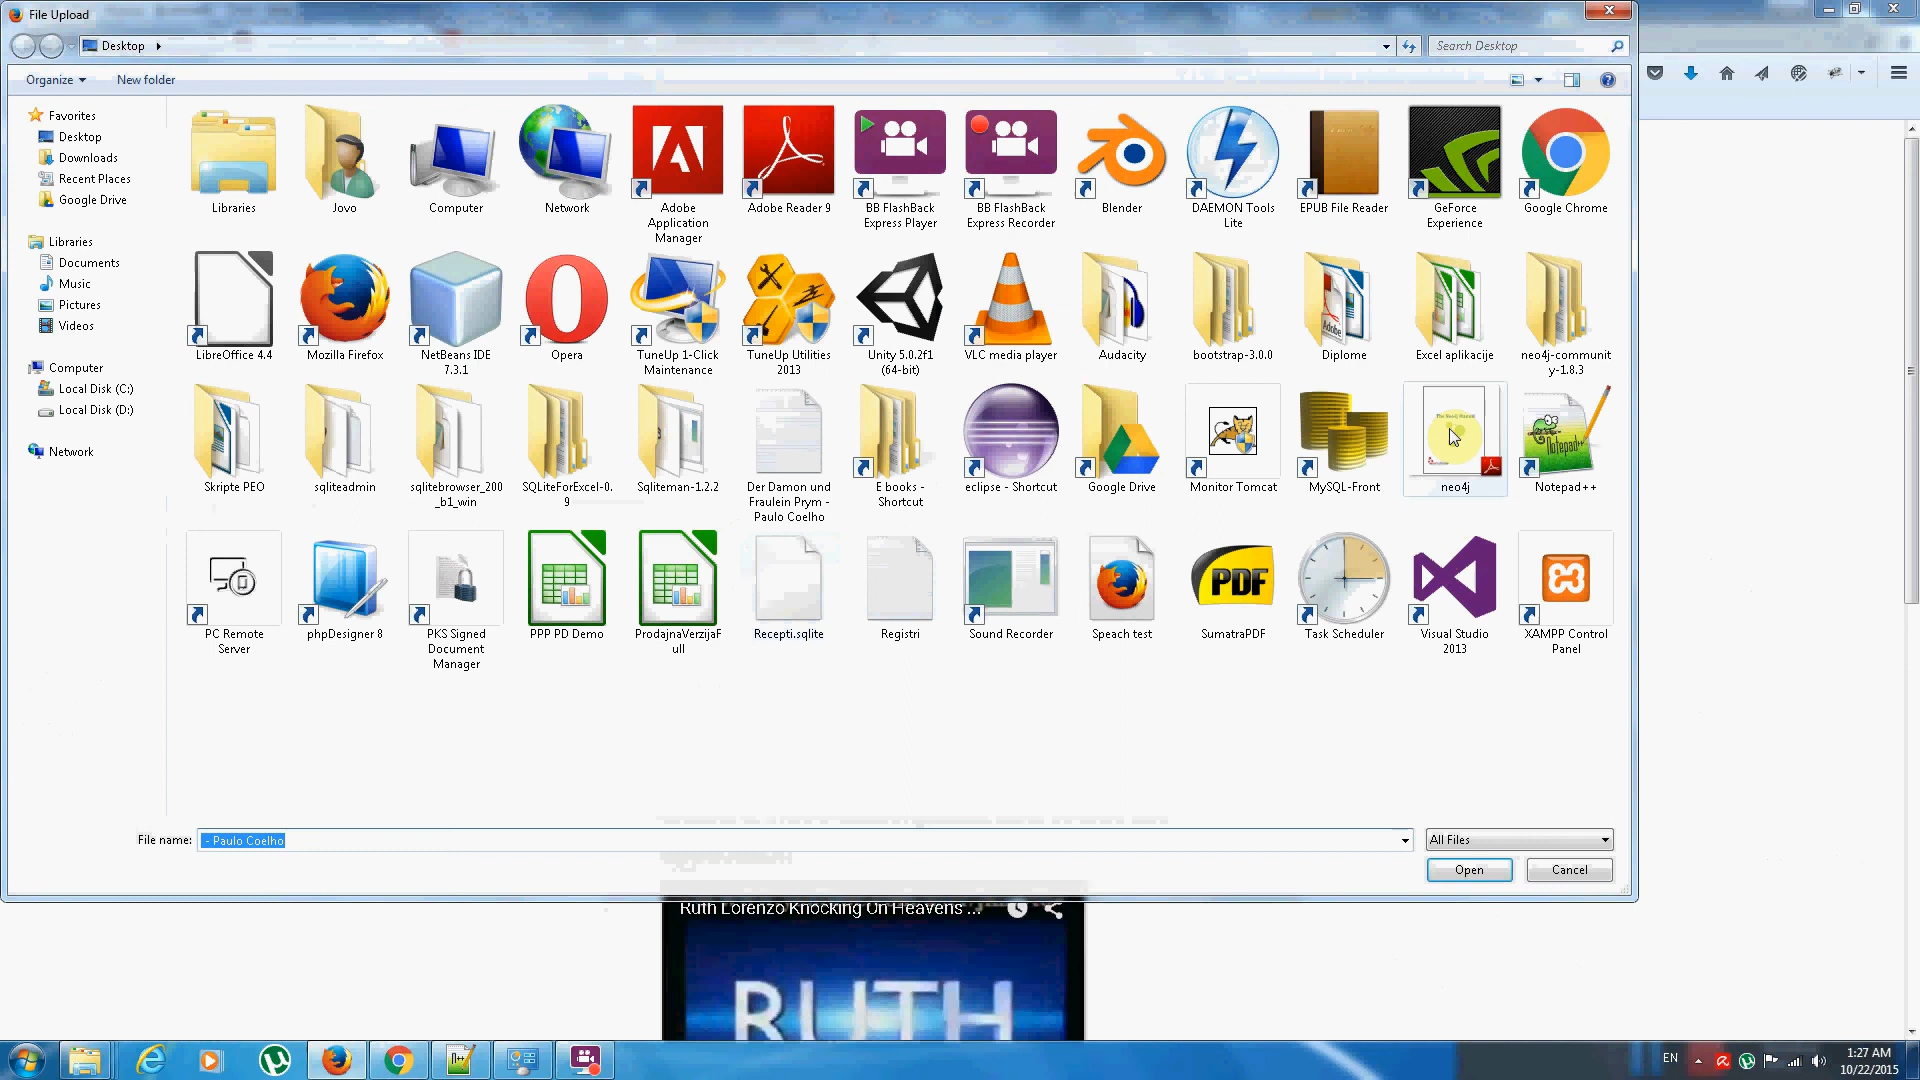 File Upload
Desktop
Search Desktop
Organize
New folder
Favorites
Desktop
Downloads
Recent Places
Google Drive
Libraries
Documents
Music
Pictures
Videos
Computer
Local Disk (C:)
Local Disk (D:)
Network
Libraries
Jovo
Computer
Network
Adobe
Application
Manager
Adobe Reader 9
BB FlashBack
Express Player
BB FlashBack
Express Recorder
Blender
DAEMON Tools
Lite
EPUB File Reader
GeForce
Experience
Google Chrome
LibreOffice 4.4
Mozilla Firefox
NetBeans IDE
7.3.1
Opera
TuneUp 1-Click
Maintenance
TuneUp Utilities
2013
Unity 5.0.2f1
(64-bit)
VLC media player
Audacity
bootstrap-3.0.0
Adobe
Diplome
Excel aplikacije
neo4j-communit
y-1.8.3
Skripte PEO
sqliteadmin
sqlitebrowser_200
_b1_win
SQLiteForExcel-0.
9
Sqliteman-1.2.2
Der Damon und
Fraulein Prym -
Paulo Coelho
E books -
Shortcut
eclipse - Shortcut
Google Drive
Monitor Tomcat
MySQL-Front
neo4j
Notepad++
Notepad++
PC Remote
Server
phpDesigner 8
PKS Signed
Document
Manager
PPP PD Demo
ProdajnaVerzijaF
ull
Recepti.sqlite
Registri
Sound Recorder
Speach test
PDF
SumatraPDF
Task Scheduler
Visual Studio
2013
XAMPP Control
Panel
File name:
- Paulo Coelho
All Files
Open
Cancel
Ruth Lorenzo Knocking On Heavens ...
RUTH
EN
1:27 AM
10/22/2015